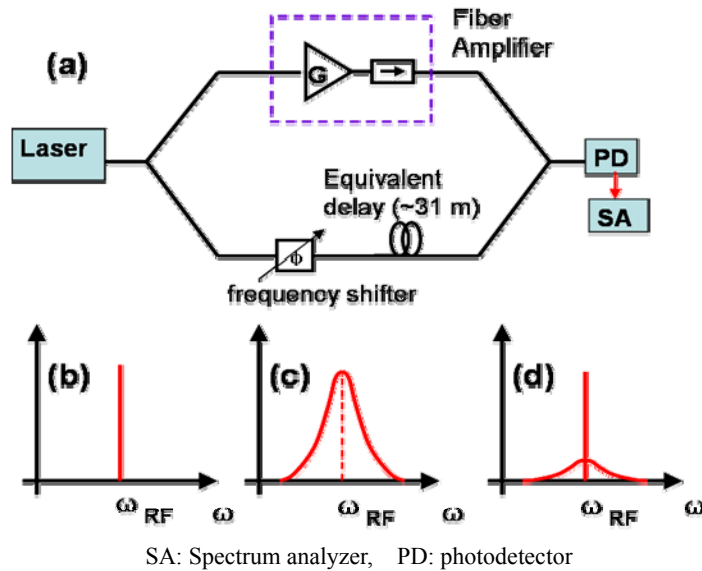 Fiber
Amplifier
(a)
G
Laser
PD
SA
Equivalent
delay (~31 m)
ϕ
frequency shifter
(b)
(c)
(d)
ω RF ω
ω RF ω
ω RF ω
SA: Spectrum analyzer, PD: photodetector